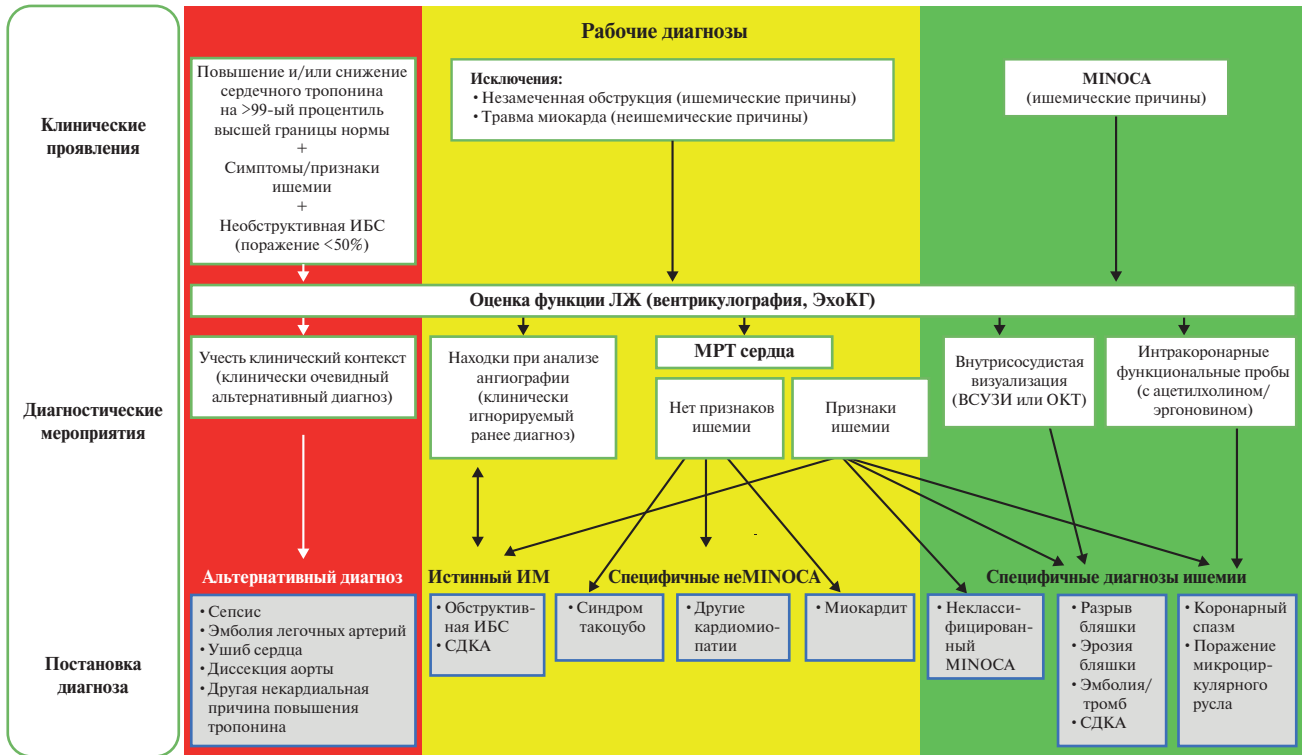 Рабочие диагнозы
Клинические
проявления
Повышение и/или снижение
сердечного тропонина
на >99-ый процентиль
высшей границы нормы
+
Симптомы/признаки
ишемии
+
Необструктивная ИБС
(поражение <50%)
Исключения:
• Незамеченная обструкция (ишемические причины)
• Травма миокарда (неишемические причины)
MINOCA
(ишемические причины)
Оценка функции ЛЖ (вентрикулография, ЭхоКГ)
Диагностические
мероприятия
Учесть клинический контекст
(клинически очевидный
альтернативный диагноз)
Находки при анализе
ангиографии
(клинически
игнорируемый
ранее диагноз)
МРТ сердца
Нет признаков
ишемии
Признаки
ишемии
Внутрисосудистая
визуализация
(ВСУЗИ или ОКТ)
Интракоронарные
функциональные пробы
(с ацетилхолином/
эргоновином)
Постановка
диагноза
Альтернативный диагноз
• Сепсис
• Эмболия легочных артерий
• Ушиб сердца
• Диссекция аорты
• Другая некардиальная
причина повышения
тропонина
Истинный ИМ
• Обструктив-
ная ИБС
• СДКА
Специфичные неMINOCA
• Синдром
такоцубо
• Другие
кардиомио-
патии
• Миокардит
Специфичные диагнозы ишемии
• Неклассифи-
фицирован-
ный
MINOCA
• Разрыв
бляшки
• Эрозия
бляшки
• Эмболия/
тромб
• СДКА
• Коронарный
спазм
• Поражение
микроцир-
кулярного
русла